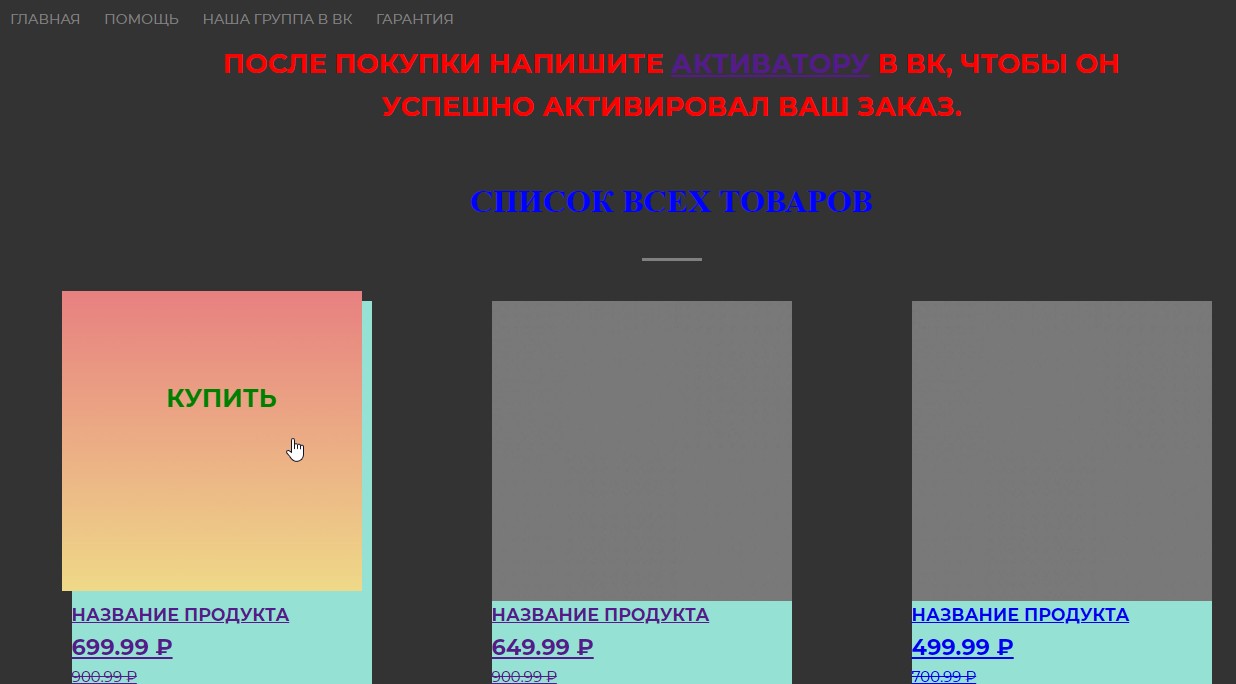 ГЛАВНАЯ ПОМОЩЬ НАША ГРУППА В ВК ГАРАНТИЯ
ПОСЛЕ ПОКУПКИ НАПИШИТЕ АКТИВАТОРУ В ВК, ЧТОБЫ ОН
УСПЕШНО АКТИВИРОВАЛ ВАШ ЗАКАЗ.
СПИСОК ВСЕХ ТОВАРОВ
КУПИТЬ
НАЗВАНИЕ ПРОДУКТА
699.99 ₽
900.99 ₽
НАЗВАНИЕ ПРОДУКТА
649.99 ₽
900.99 ₽
НАЗВАНИЕ ПРОДУКТА
499.99 ₽
700.99 ₽